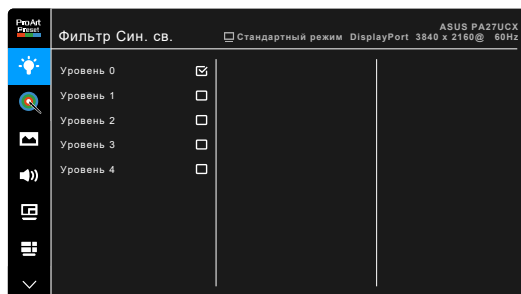 ProArt
Preset
ASUS PA27UCX
Фильтр Син. св.
Стандартный режим DisplayPort 3840 x 2160@ 60Hz
Уровень 0
Уровень 1
Уровень 2
Уровень 3
Уровень 4